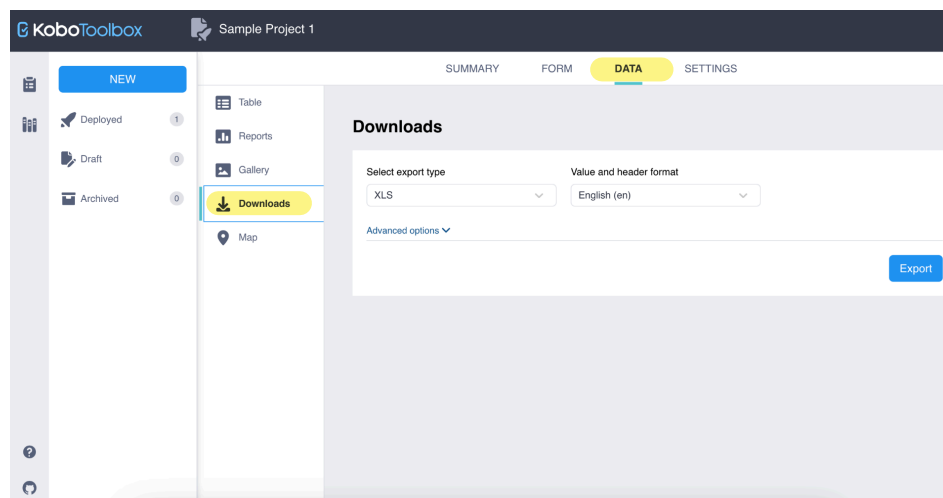 KoboToolbox
Sample Project 1
NEW
Deployed 1
Draft 0
Archived 0
SUMMARY FORM DATA SETTINGS
Table
Reports
Gallery
Downloads
Map
Downloads
Select export type Value and header format
XLS English (en)
Advanced options
Export